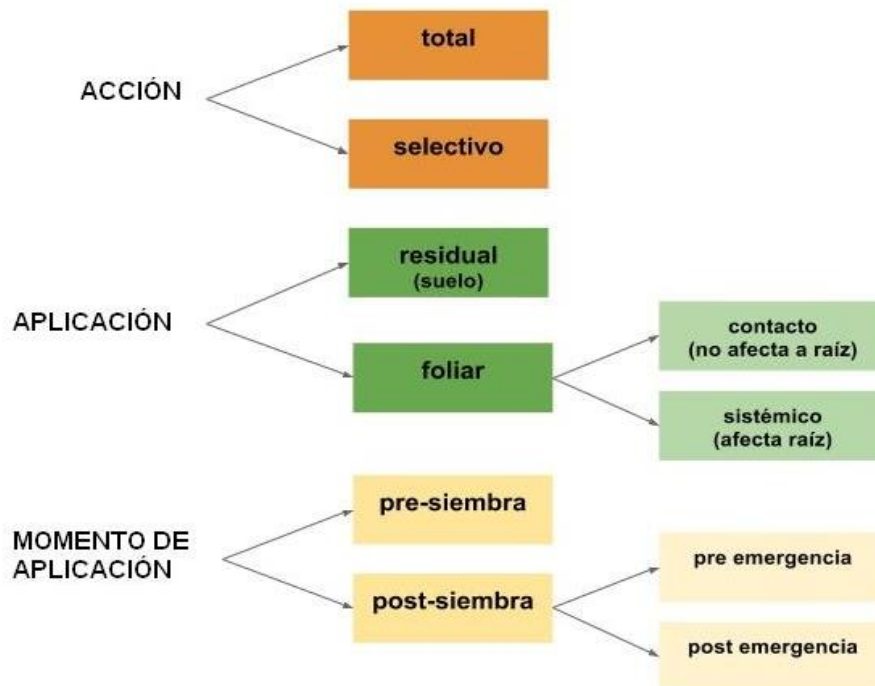 ACCIÓN
total
selectivo
APLICACIÓN
residual
(suelo)
foliar
contacto
(no afecta a raíz)
sistémico
(afecta raíz)
MOMENTO DE
APLICACIÓN
pre-siembra
post-siembra
pre emergencia
post emergencia